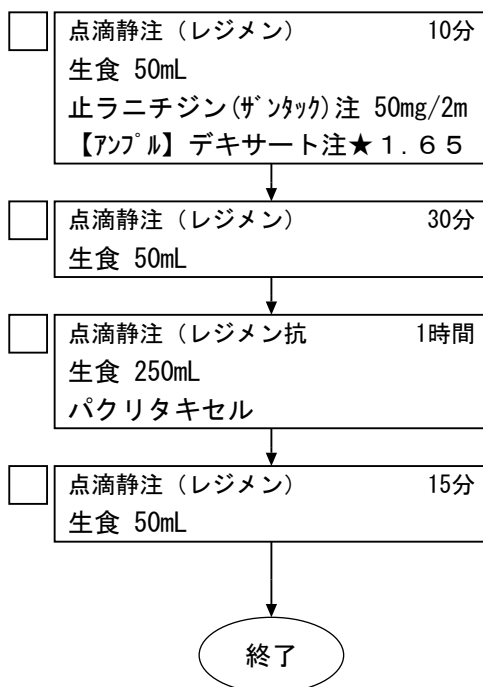 点滴静注（レジメン） 10分
生食 50mL
止ラニチジン(ｻﾞﾝﾀｯｸ)注 50mg/2m
【ｱﾝﾌﾟﾙ】デキサート注★１.６５
点滴静注（レジメン） 30分
生食 50mL
点滴静注（レジメン抗 1時間
生食 250mL
パクリタキセル
点滴静注（レジメン） 15分
生食 50mL
終了